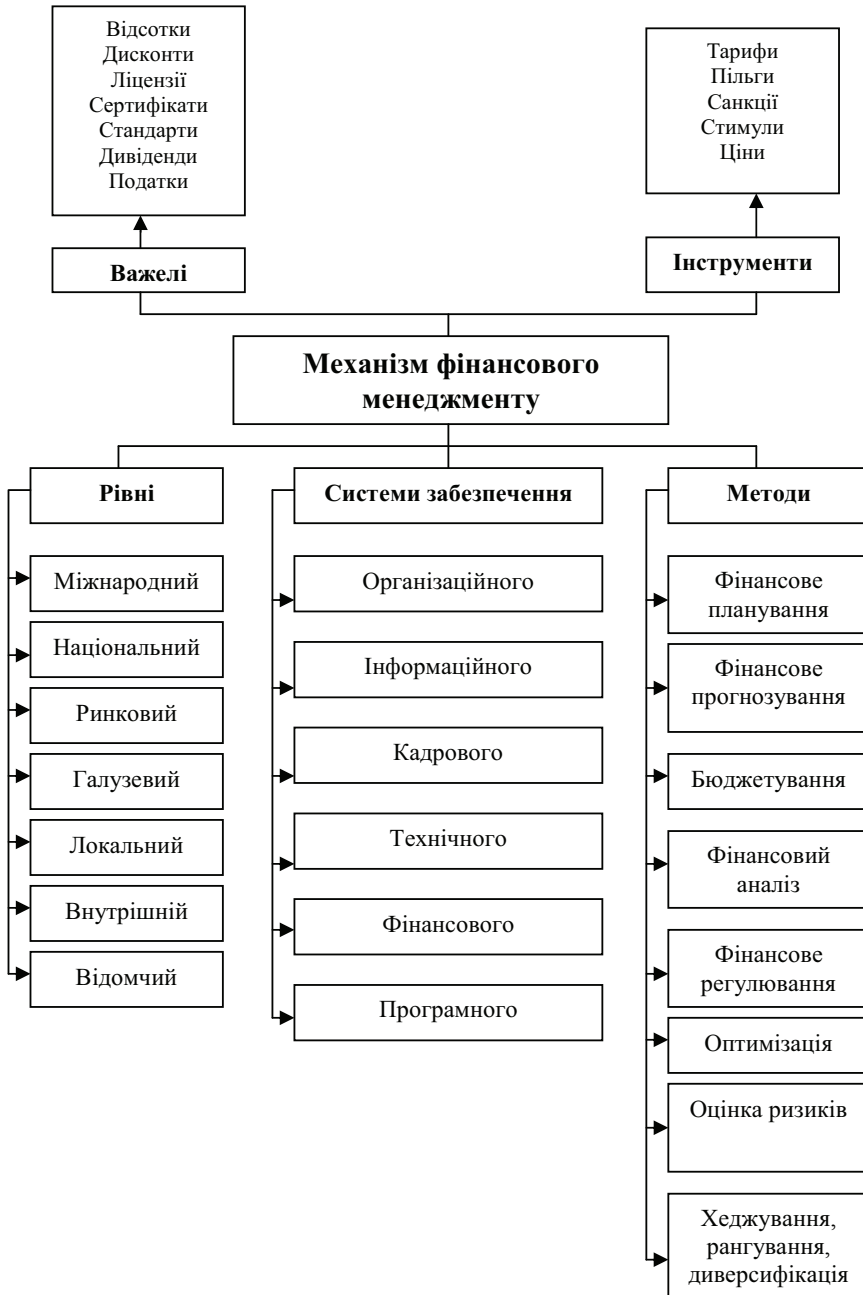 Відсотки
Дисконти
Ліцензії
Сертифікати
Стандарти
Дивіденди
Податки
Тарифи
Пільги
Санкції
Стимули
Ціни
Важелі
Інструменти
Механізм фінансового
менеджменту
Рівні
Системи забезпечення
Методи
Міжнародний
Національний
Ринковий
Галузевий
Локальний
Внутрішній
Відомчий
Організаційного
Інформаційного
Кадрового
Технічного
Фінансового
Програмного
Фінансове
планування
Фінансове
прогнозування
Бюджетування
Фінансовий
аналіз
Фінансове
регулювання
Оптимізація
Оцінка ризиків
Хеджування,
рангування,
диверсифікація